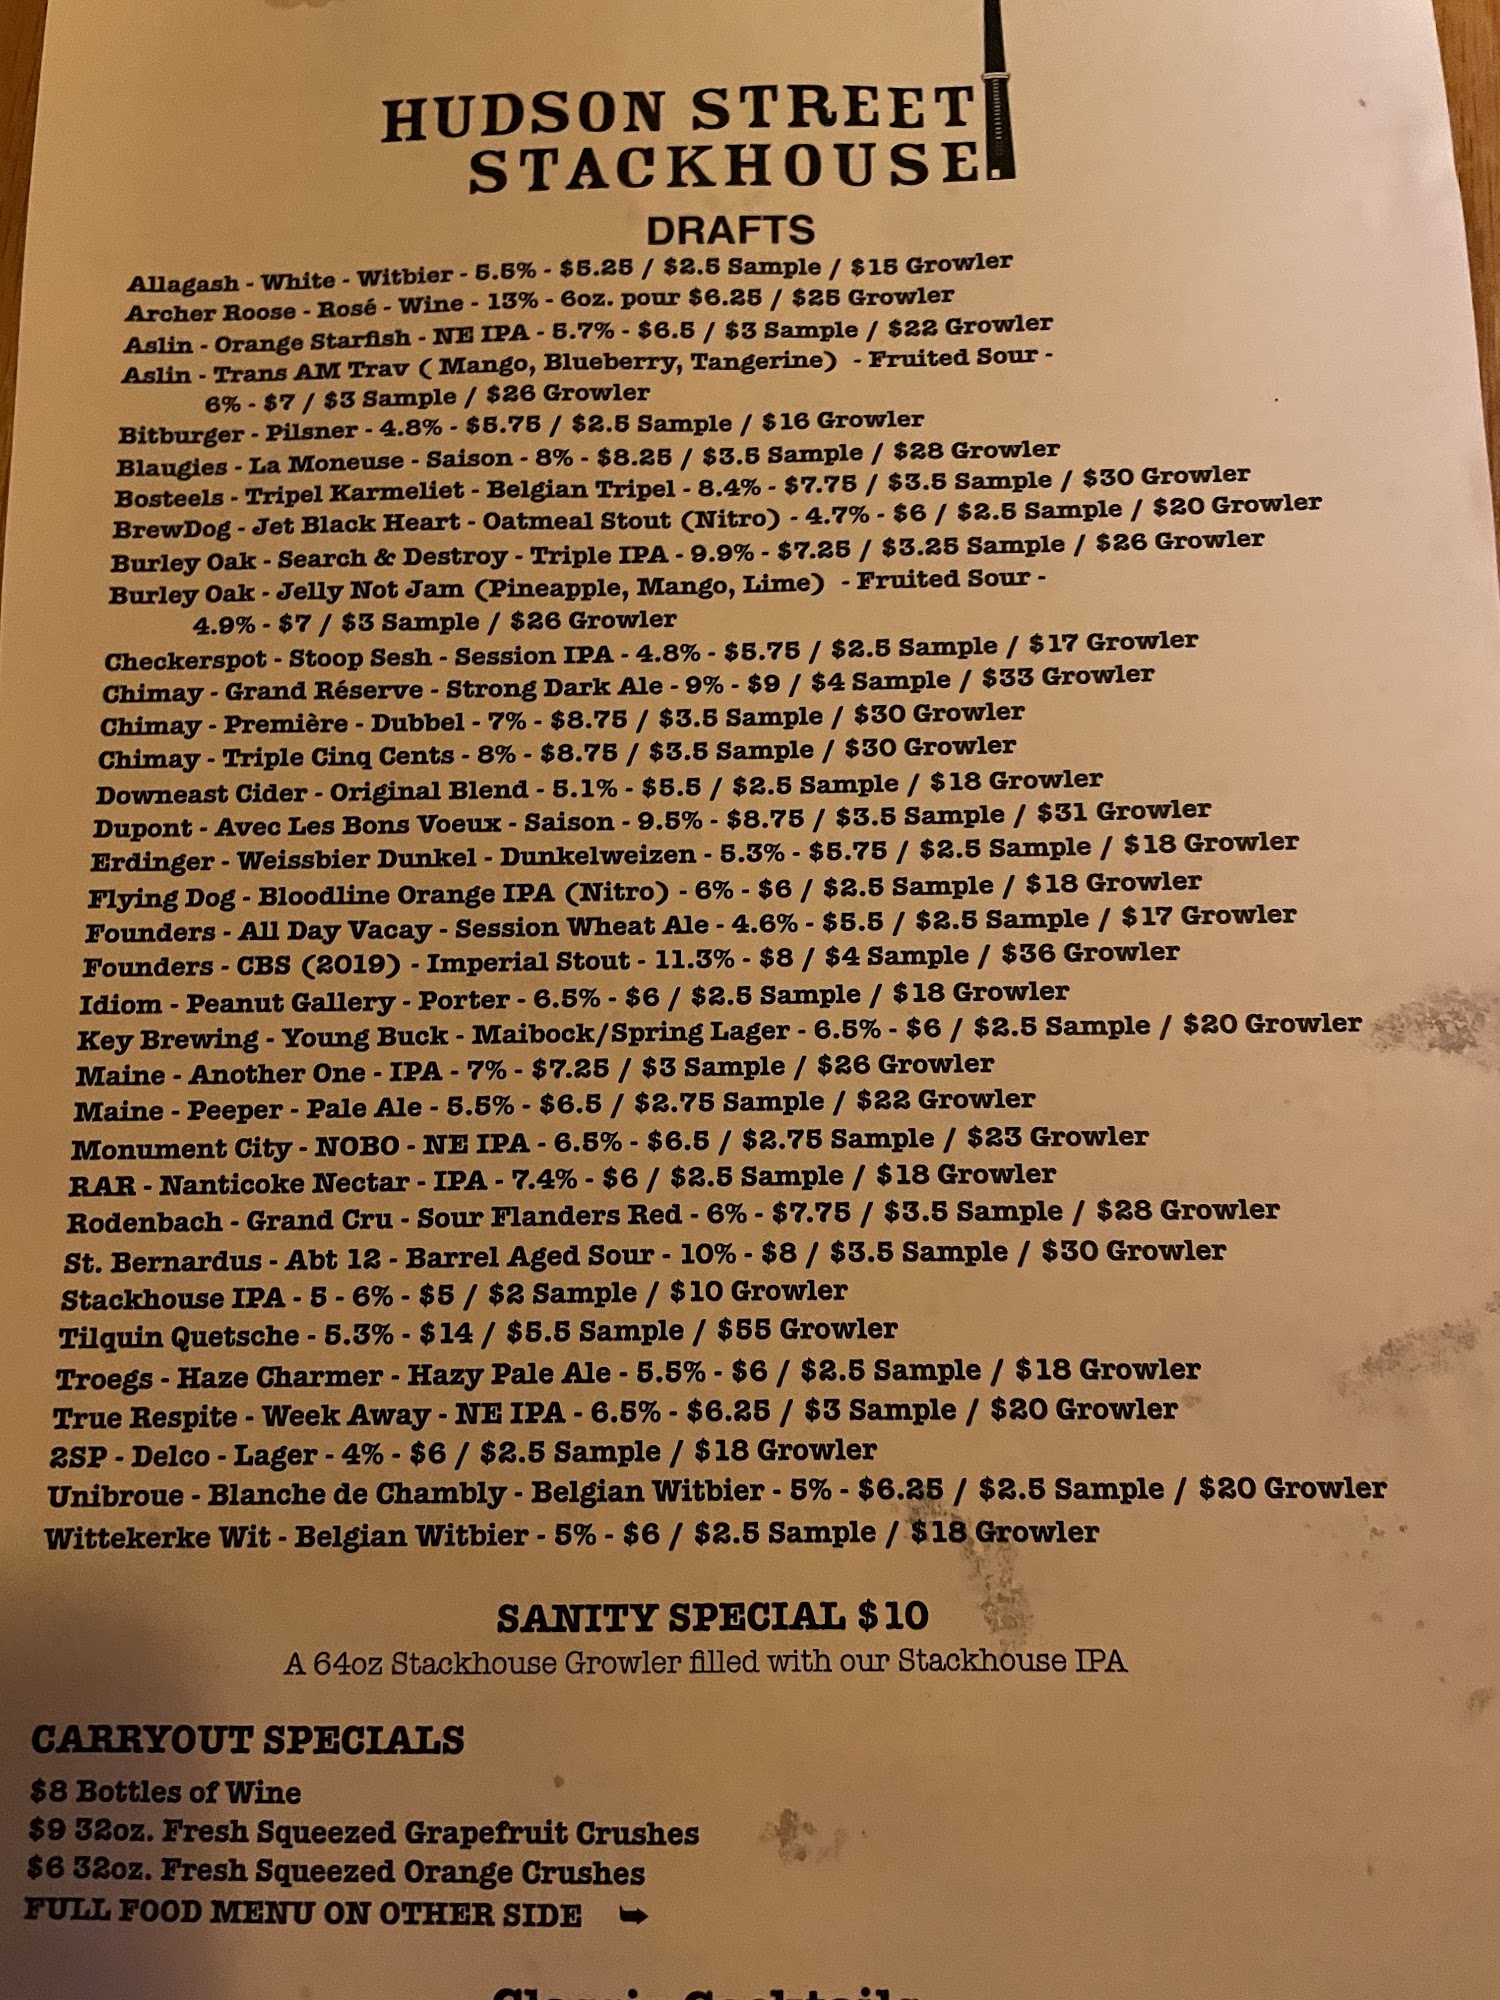 HUDSON STREET
STACKHOUSE
DRAFTS
Allagash - White - Witbier - 5.5% - $5.25 / $2.5 Sample / $15 Growler
Archer Roose - Rosé - Wine - 13% - 6oz. pour $6.25 / $25 Growler
Aslin - Orange Starfish - NE IPA - 5.7% - $6.5 / $3 Sample / $22 Growler
Aslin - Trans AM Trav ( Mango, Blueberry, Tangerine) - Fruited Sour -
6% - $7 / $3 Sample / $26 Growler
Bitburger - Pilsner - 4.8% - $5.75 / $2.5 Sample / $16 Growler
Blaugies - La Moneuse - Saison - 8% - $8.25 / $3.5 Sample / $28 Growler
Bosteels - Tripel Karmeliet - Belgian Tripel - 8.4% - $7.75 / $3.5 Sample / $30 Growler
BrewDog - Jet Black Heart - Oatmeal Stout (Nitro) - 4.7% - $6 / $2.5 Sample / $20 Growler
Burley Oak - Search & Destroy - Triple IPA - 9.9% - $7.25 / $3.25 Sample / $26 Growler
Burley Oak - Jelly Not Jam (Pineapple, Mango, Lime) - Fruited Sour -
4.9% - $7 / $3 Sample / $26 Growler
Checkerspot - Stoop Sesh - Session IPA - 4.8% - $5.75 / $2.5 Sample / $17 Growler
Chimay - Grand Réserve - Strong Dark Ale - 9% - $9 / $4 Sample / $33 Growler
Chimay - Première - Dubbel - 7% - $8.75 / $3.5 Sample / $30 Growler
Chimay - Triple Cinq Cents - 8% - $8.75 / $3.5 Sample / $30 Growler
Downeast Cider - Original Blend - 5.1% - $5.5 / $2.5 Sample / $18 Growler
Dupont - Avec Les Bons Voeux - Saison - 9.5% - $8.75 / $3.5 Sample / $31 Growler
Erdinger - Weissbier Dunkel - Dunkelweizen - 5.3% - $5.75 / $2.5 Sample / $18 Growler
Flying Dog - Bloodline Orange IPA (Nitro) - 6% - $6 / $2.5 Sample / $18 Growler
Founders - All Day Vacay - Session Wheat Ale - 4.6% - $5.5 / $2.5 Sample / $17 Growler
Founders - CBS (2019) - Imperial Stout - 11.3% - $8 / $4 Sample / $36 Growler
Idiom - Peanut Gallery - Porter - 6.5% - $6 / $2.5 Sample / $18 Growler
Key Brewing - Young Buck - Maibock/Spring Lager - 6.5% - $6 / $2.5 Sample / $20 Growler
Maine - Another One - IPA - 7% - $7.25 / $3 Sample / $26 Growler
Maine - Peeper - Pale Ale - 5.5% - $6.5 / $2.75 Sample / $22 Growler
Monument City - NOBO - NE IPA - 6.5% - $6.5 / $2.75 Sample / $23 Growler
RAR - Nanticoke Nectar - IPA - 7.4% - $6 / $2.5 Sample / $18 Growler
Rodenbach - Grand Cru - Sour Flanders Red - 6% - $7.75 / $3.5 Sample / $28 Growler
St. Bernardus - Abt 12 - Barrel Aged Sour - 10% - $8 / $3.5 Sample / $30 Growler
Stackhouse IPA - 5 - 6% - $5 / $2 Sample / $10 Growler
Tilquin Quetsche - 5.3% - $14 / $5.5 Sample / $55 Growler
Troegs - Haze Charmer - Hazy Pale Ale - 5.5% - $6 / $2.5 Sample / $18 Growler
True Respite - Week Away - NE IPA - 6.5% - $6.25 / $3 Sample / $20 Growler
2SP - Delco - Lager - 4% - $6 / $2.5 Sample / $18 Growler
Unibroue - Blanche de Chambly - Belgian Witbier - 5% - $6.25 / $2.5 Sample / $20 Growler
Wittekerke Wit - Belgian Witbier - 5% - $6 / $2.5 Sample / $18 Growler
SANITY SPECIAL $10
A 64oz Stackhouse Growler filled with our Stackhouse IPA
CARRYOUT SPECIALS
$8 Bottles of Wine
$9 32oz. Fresh Squeezed Grapefruit Crushes
$6 32oz. Fresh Squeezed Orange Crushes
FULL FOOD MENU ON OTHER SIDE
Classic Cocktails